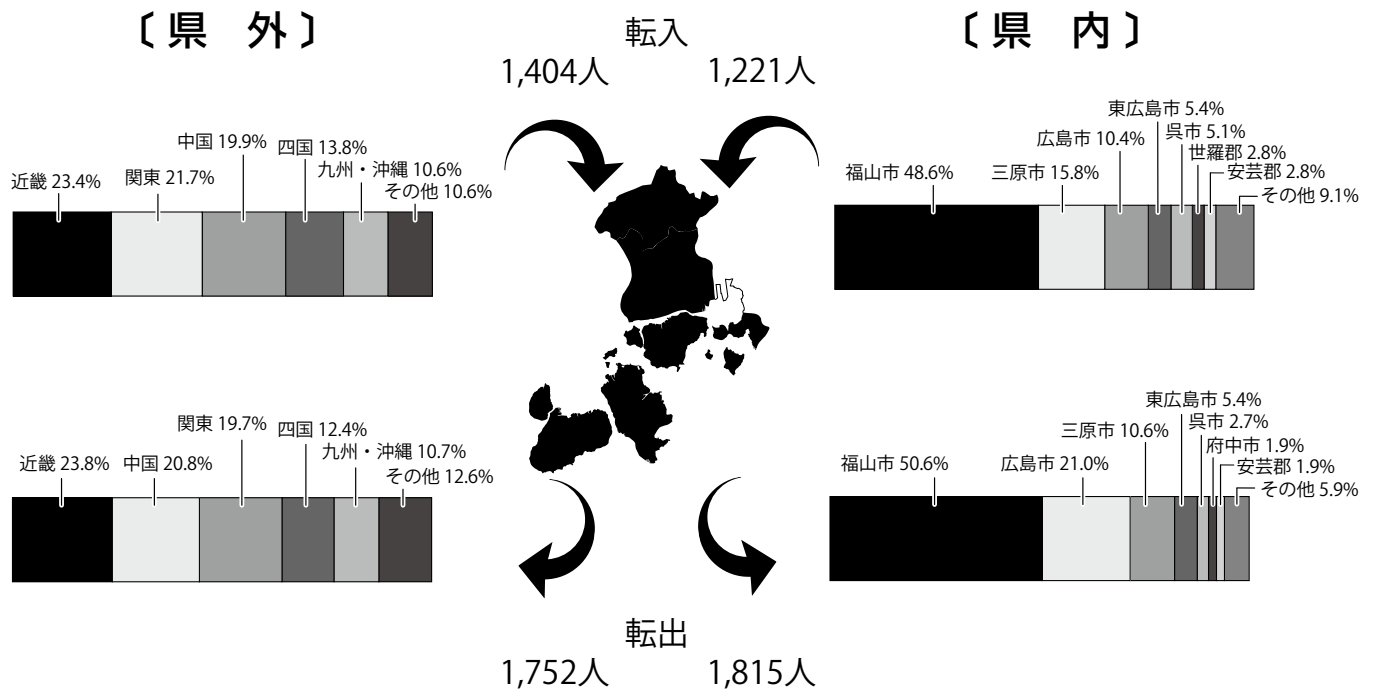 〔 県 外 〕
転入
〔 県 内 〕
1,404人
1,221人
近畿 23.4%
関東 21.7%
中国 19.9%
四国 13.8%
九州・沖縄 10.6%
その他 10.6%
福山市 48.6%
三原市 15.8%
広島市 10.4%
東広島市 5.4%
呉市 5.1%
世羅郡 2.8%
安芸郡 2.8%
その他 9.1%
近畿 23.8%
中国 20.8%
関東 19.7%
四国 12.4%
九州・沖縄 10.7%
その他 12.6%
福山市 50.6%
広島市 21.0%
三原市 10.6%
東広島市 5.4%
呉市 2.7%
府中市 1.9%
安芸郡 1.9%
その他 5.9%
転出
1,752人
1,815人